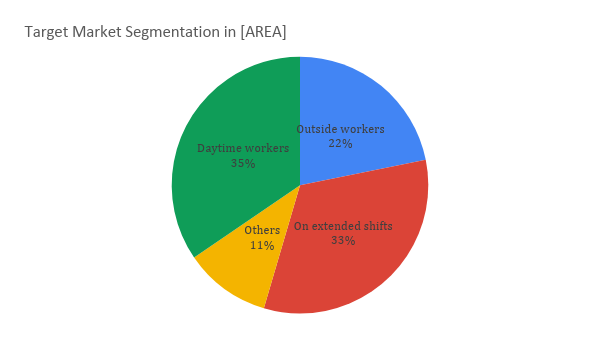 Target Market Segmentation in [AREA]
Outside workers
22%
Daytime workers
35%
On extended shifts
33%
Others
11%